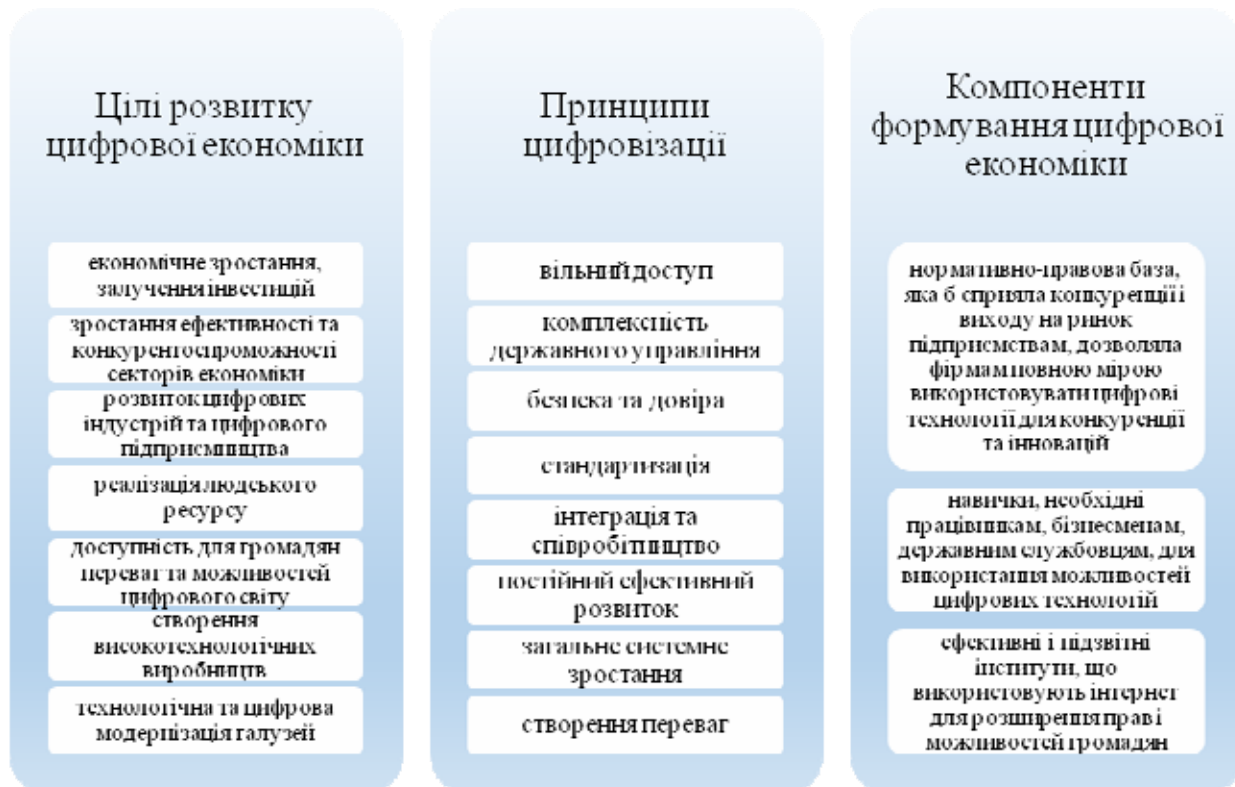 Цілі розвитку
цифрової економіки
економічне зростання,
залучення інвестицій
зростання ефективності та
конкурентоспроможності
секторів економіки
розвиток цифрових
індустрій та цифрового
підприємництва
реалізація людського
ресурсу
доступність для громадян
переваг та можливостей
цифрового світу
створення
високотехнологічних
виробництв
технологічна та цифрова
модернізація галузей
Принципи
цифровізації
вільний доступ
комплексність
державного управління
безпека та довіра
стандартизація
інтеграція та
співробітництво
постійний ефективний
розвиток
загальне системне
зростання
створення переваг
Компоненти
формування цифрової
економіки
нормативно-правова база,
яка б сприяла конкуренції і
виходу на ринок
підприємствам, дозволяла
фірмам повною мірою
використовувати цифрові
технології для конкуренції
та інновацій
навички, необхідні
працівникам, бізнесменам,
державним службовцям, для
використання можливостей
цифрових технологій
ефективні і підзвітні
інститути, що
використовують інтернет
для розширення прав і
можливостей громадян